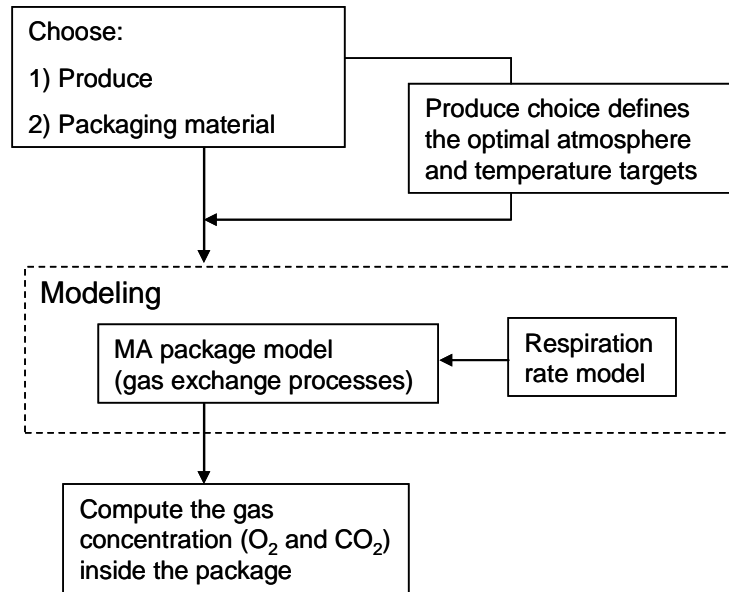 Choose:
1) Produce
2) Packaging material
Produce choice defines
the optimal atmosphere
and temperature targets
Modeling
MA package model
(gas exchange processes)
Respiration
rate model
Compute the gas
concentration (O₂ and CO₂)
inside the package